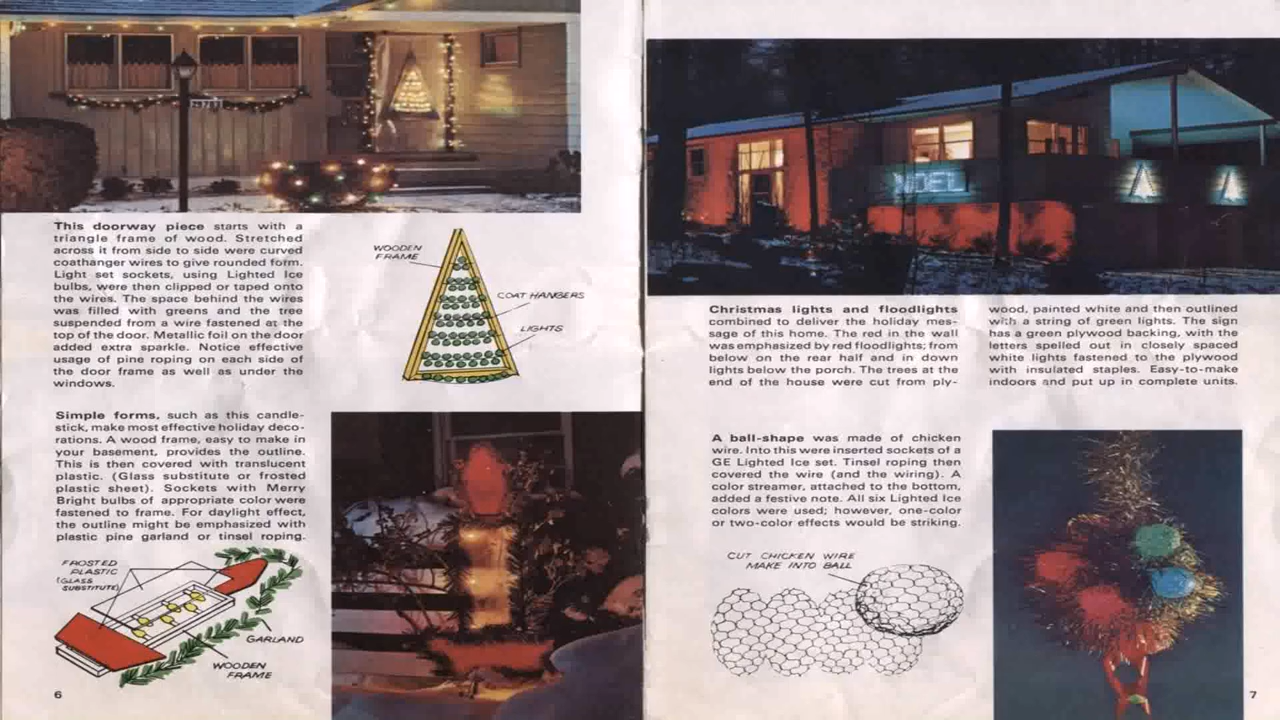 29783
This doorway piece starts with a
triangle frame of wood. Stretched
across it from side to side were curved
coathanger wires to give rounded form.
Light set sockets, using Lighted Ice
bulbs, were then clipped or taped onto
the wires. The space behind the wires
was filled with greens and the tree
suspended from a wire fastened at the
top of the door. Metallic foil on the door
added extra sparkle. Notice effective
usage of pine roping on each side of
the door frame as well as under the
windows.
WOODEN
FRAME
COAT HANGERS
LIGHTS
Simple forms, such as this candle-
stick, make most effective holiday deco-
rations. A wood frame, easy to make in
your basement, provides the outline.
This is then covered with translucent
plastic. (Glass substitute or frosted
plastic sheet). Sockets with Merry
Bright bulbs of appropriate color were
fastened to frame. For daylight effect,
the outline might be emphasized with
plastic pine garland or tinsel roping.
FROSTED
PLASTIC
(GLASS
SUBSTITUTE)
GARLAND
WOODEN
FRAME
6
NOEL
Christmas lights and floodlights
combined to deliver the holiday mes-
sage of this home. The red in the wall
was emphasized by red floodlights; from
below on the rear half and in down
lights below the porch. The trees at the
end of the house were cut from ply-
wood, painted white and then outlined
with a string of green lights. The sign
has a green plywood backing, with the
letters spelled out in closely spaced
white lights fastened to the plywood
with insulated staples. Easy-to-make
indoors and put up in complete units.
A ball-shape was made of chicken
wire. Into this were inserted sockets of a
GE Lighted Ice set. Tinsel roping then
covered the wire (and the wiring). A
color streamer, attached to the bottom,
added a festive note. All six Lighted Ice
colors were used; however, one-color
or two-color effects would be striking.
CUT CHICKEN WIRE
MAKE INTO BALL
7